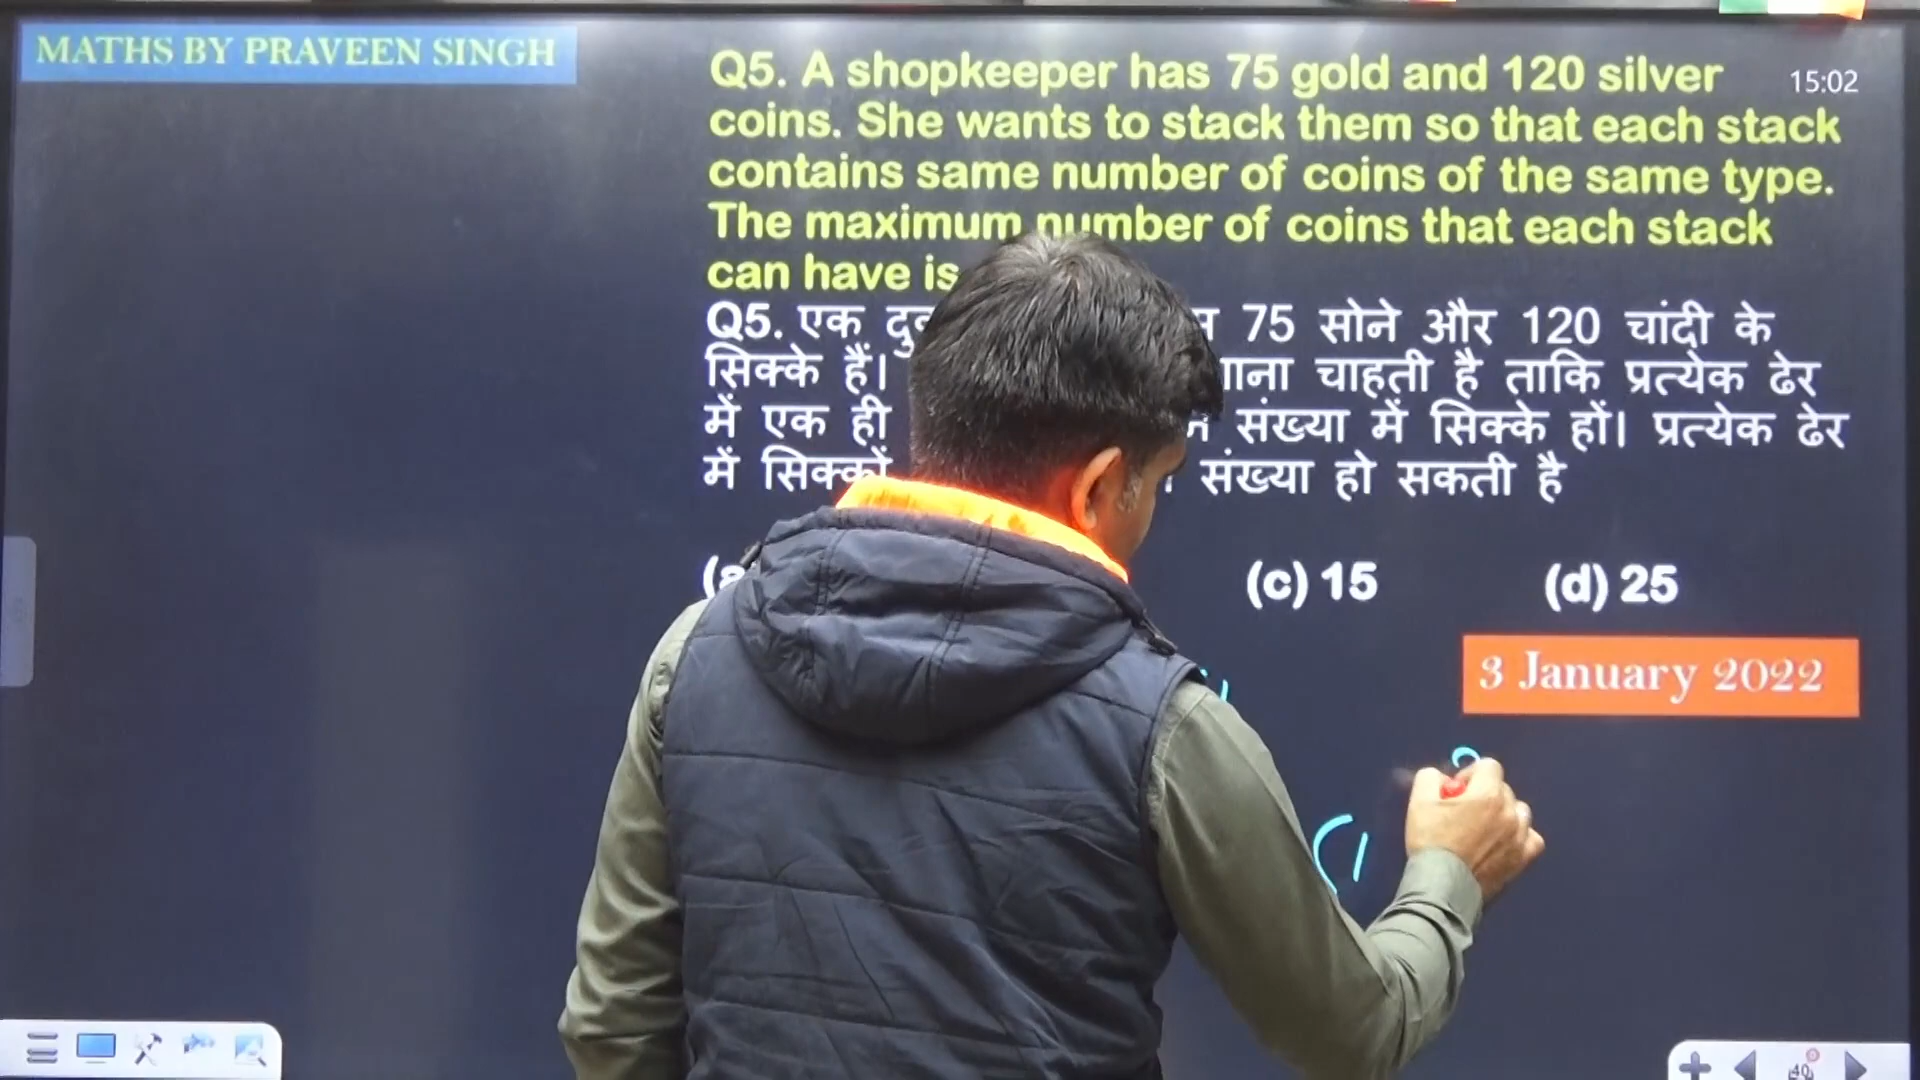 MATHS BY PRAVEEN SINGH
Q5. A shopkeeper has 75 gold and 120 silver
15:02
coins. She wants to stack them so that each stack
contains same number of coins of the same type.
The maximum number of coins that each stack
can have is
Q5. एक 75 सोने और 120 चांदी के
सिक्के हैं। चाहती है ताकि प्रत्येक ढेर
में एक ही संख्या में सिक्के हों। प्रत्येक ढेर
में सिक्कों संख्या हो सकती है
(c) 15 (d) 25
3 January 2022
40